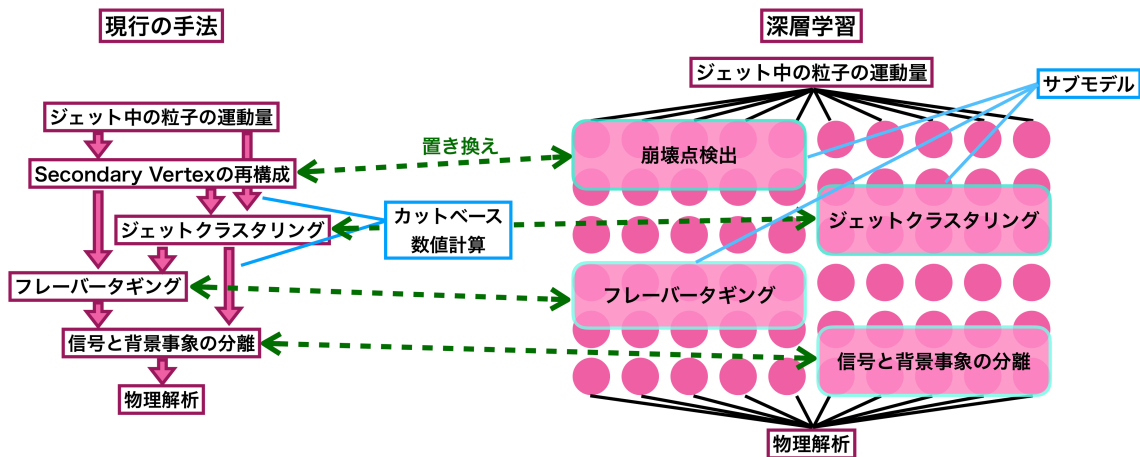 現行の手法
深層学習
ジェット中の粒子の運動量
Secondary Vertexの再構成
ジェットクラスタリング
フレーバータギング
信号と背景事象の分離
物理解析
カットベース
数値計算
置き換え
ジェット中の粒子の運動量
サブモデル
崩壊点検出
ジェットクラスタリング
フレーバータギング
信号と背景事象の分離
物理解析